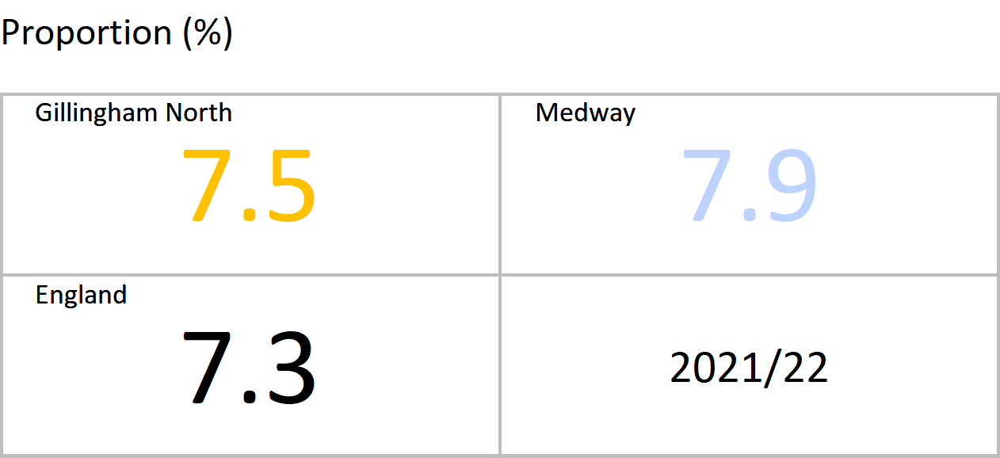 Proportion (%)
Gillingham North
7.5
Medway
7.9
England
7.3
2021/22